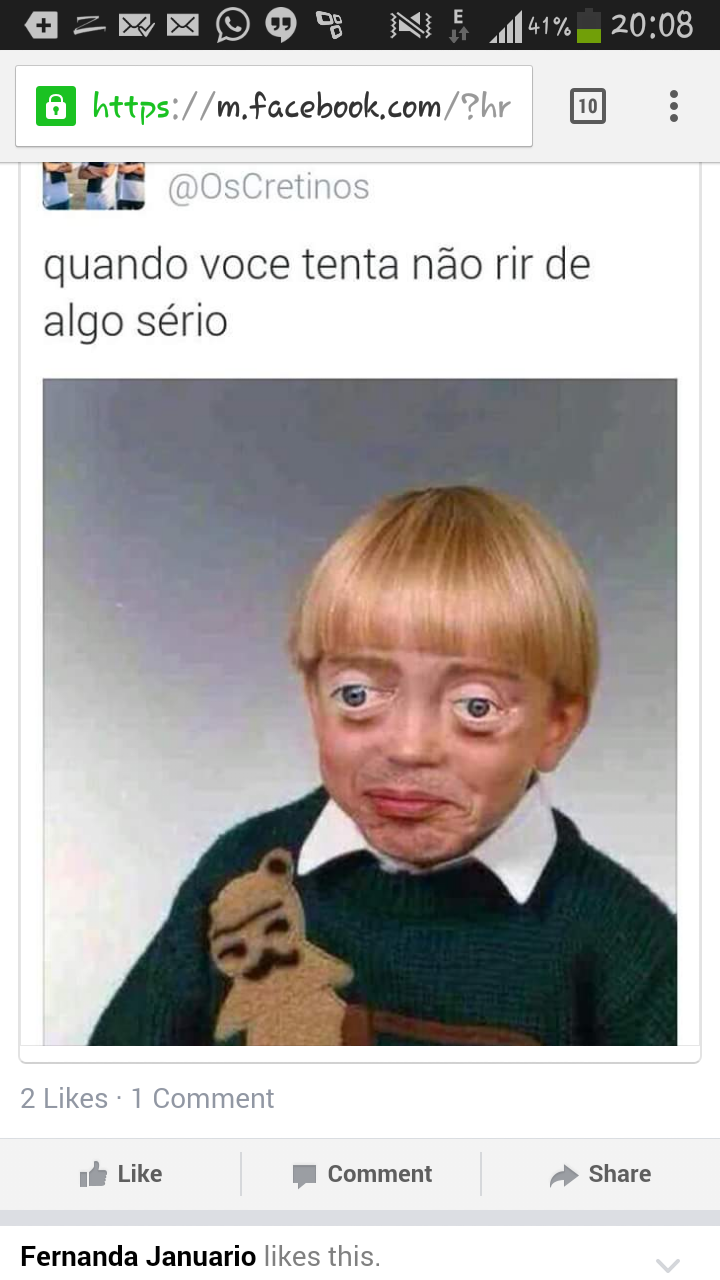 E
41% 20:08
https://m.facebook.com/?hr
10
@OsCretinos
quando voce tenta não rir de
algo sério
2 Likes · 1 Comment
Like Comment Share
Fernanda Januario likes this.